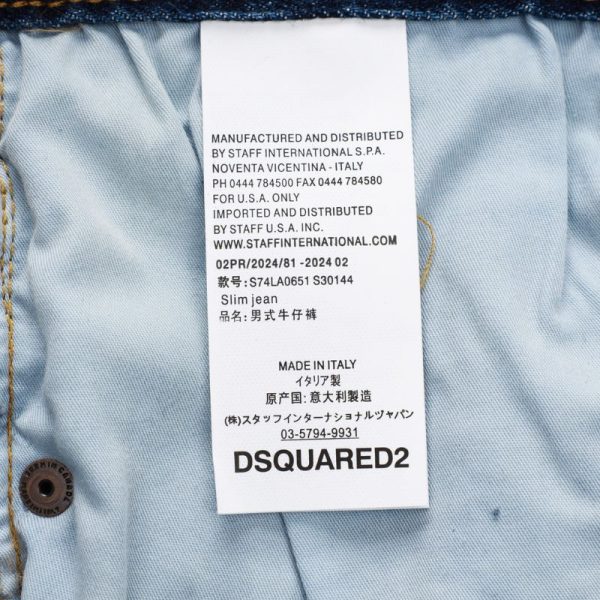 MANUFACTURED AND DISTRIBUTED
BY STAFF INTERNATIONAL S.P.A.
NOVENTA VICENTINA - ITALY
PH 0444 784500 FAX 0444 784580
FOR U.S.A. ONLY
IMPORTED AND DISTRIBUTED
BY STAFF U.S.A. INC.
WWW.STAFFINTERNATIONAL.COM
02PR/2024/81 -2024 02
款号: S74LA0651 S30144
Slim jean
品名: 男式牛仔裤
MADE IN ITALY
イタリア製
原产国: 意大利製造
(株)スタッフインターナショナルヅャパン
03-5794-9931
DSQUARED2